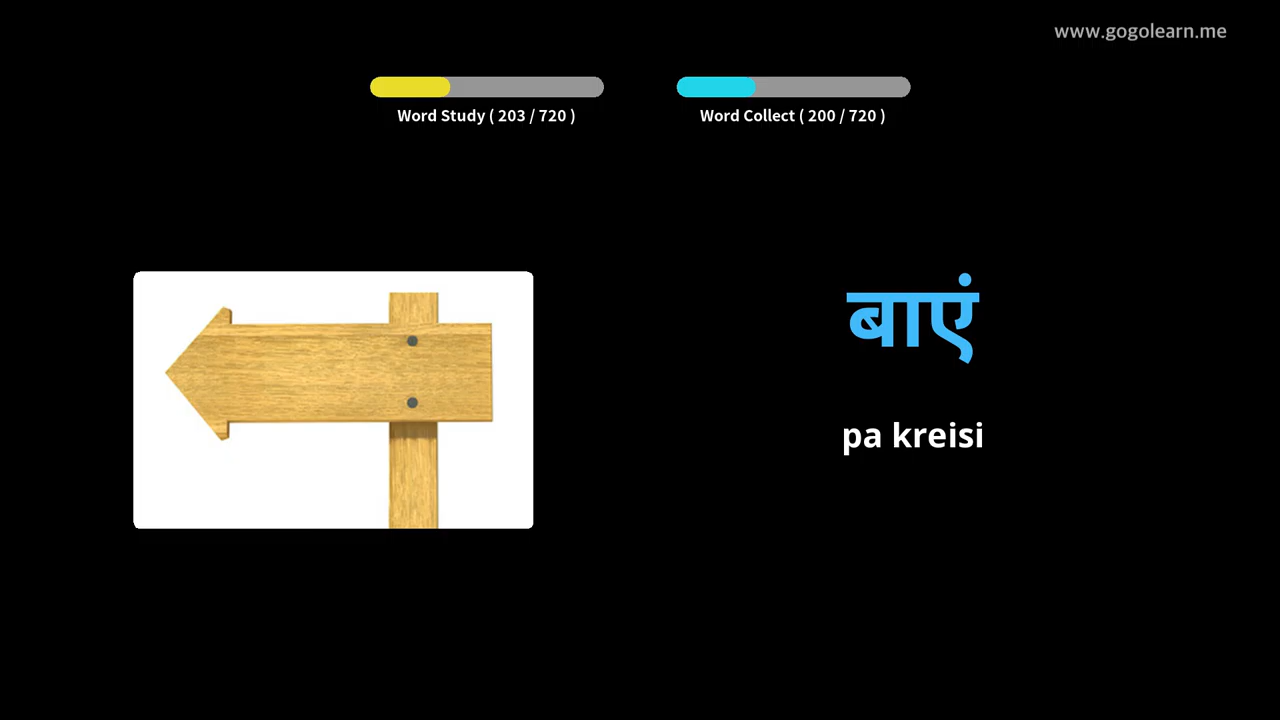 www.gogolearn.me
Word Study ( 203 / 720 )
Word Collect ( 200 / 720 )
बाएं
pa kreisi